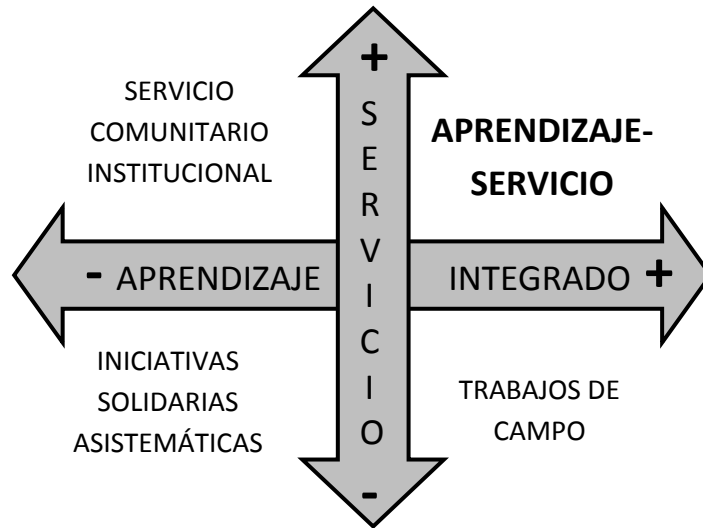 +
SERVICIO
COMUNITARIO
INSTITUCIONAL
APRENDIZAJE-
SERVICIO
S
E
R
V
I
C
I
O
- APRENDIZAJE
INTEGRADO +
INICIATIVAS
SOLIDARIAS
ASISTEMÁTICAS
TRABAJOS DE
CAMPO
-